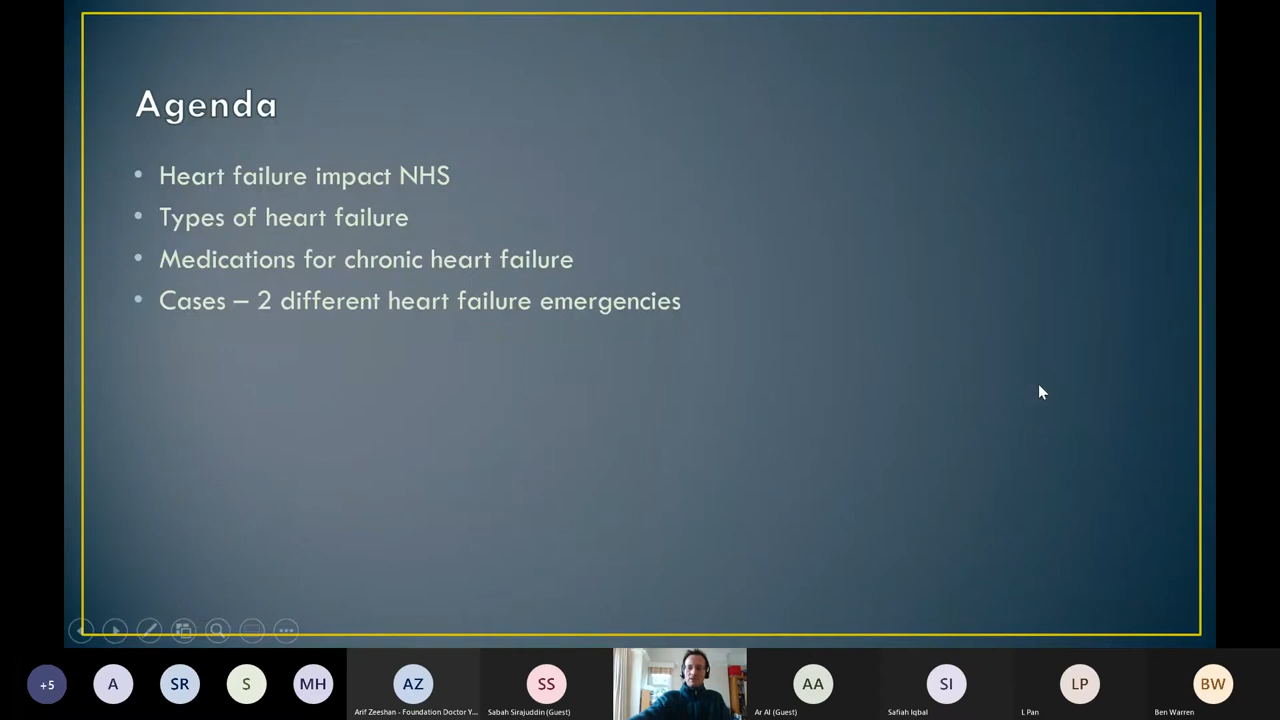 Agenda
• Heart failure impact NHS
• Types of heart failure
• Medications for chronic heart failure
• Cases – 2 different heart failure emergencies
+5
A
SR
S
MH
AZ
SS
AA
SI
LP
BW
Arif Zeeshan - Foundation Doctor Y...
Sabah Sirajuddin (Guest)
Ar Al (Guest)
Safiah Iqbal
L Pan
Ben Warren